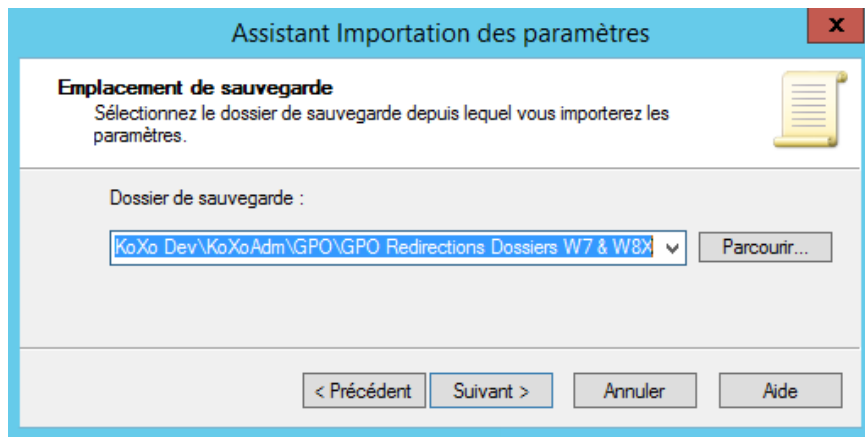 Assistant Importation des paramètres
x
Emplacement de sauvegarde
Sélectionnez le dossier de sauvegarde depuis lequel vous importerez les
paramètres.
Dossier de sauvegarde :
KoXo Dev\KoXoAdm\GPO\GPO Redirections Dossiers W7 & W8X
Parcourir...
< Précédent
Suivant >
Annuler
Aide